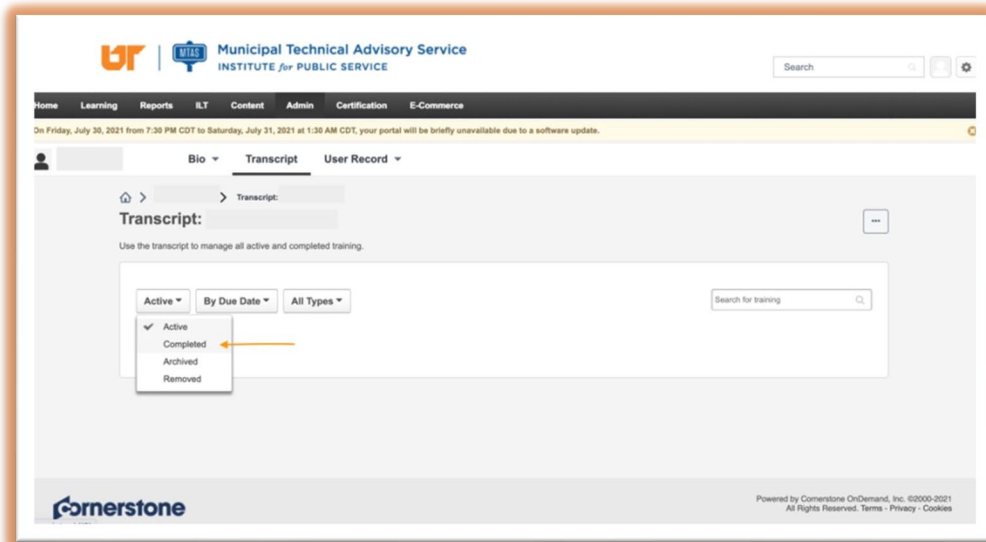 UT MTAS Municipal Technical Advisory Service
INSTITUTE for PUBLIC SERVICE
Search
Home Learning Reports ILT Content Admin Certification E-Commerce
On Friday, July 30, 2021 from 7:30 PM CDT to Saturday, July 31, 2021 at 1:30 AM CDT, your portal will be briefly unavailable due to a software update.
Bio Transcript User Record
Transcript:
Transcript:
Use the transcript to manage all active and completed training.
Active By Due Date All Types Search for training
Active
Completed
Archived
Removed
Cornerstone
Powered by Cornerstone OnDemand, Inc. ©2000-2021
All Rights Reserved. Terms - Privacy - Cookies